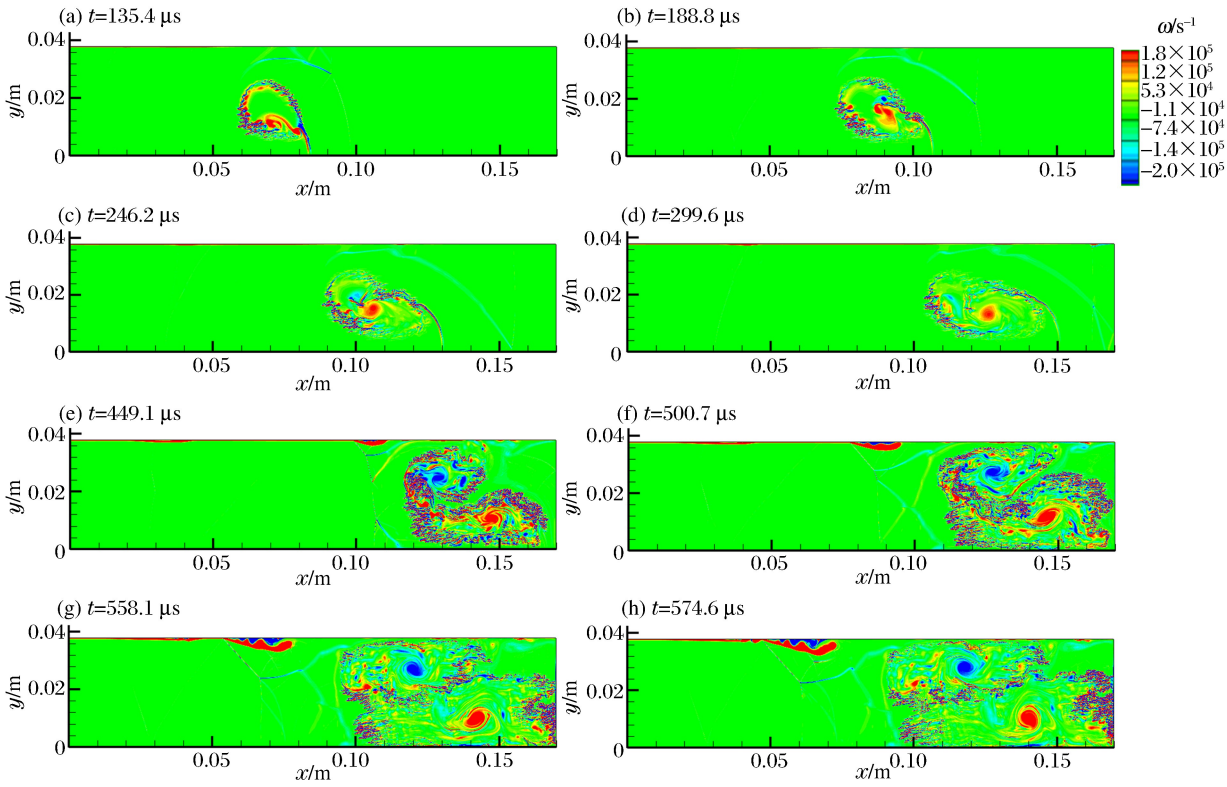 (a) t=135.4 μs
(b) t=188.8 μs
ω/s⁻¹
0.04
0.02
0
y/m
0.05
0.10
0.15
x/m
0.04
0.02
0
y/m
0.05
0.10
0.15
x/m
1.8×10⁵
1.2×10⁵
5.3×10⁴
−1.1×10⁴
−7.4×10⁴
−1.4×10⁵
−2.0×10⁵
(c) t=246.2 μs
(d) t=299.6 μs
0.04
0.02
0
y/m
0.05
0.10
0.15
x/m
0.04
0.02
0
y/m
0.05
0.10
0.15
x/m
(e) t=449.1 μs
(f) t=500.7 μs
0.04
0.02
0
y/m
0.05
0.10
0.15
x/m
0.04
0.02
0
y/m
0.05
0.10
0.15
x/m
(g) t=558.1 μs
(h) t=574.6 μs
0.04
0.02
0
y/m
0.05
0.10
0.15
x/m
0.04
0.02
0
y/m
0.05
0.10
0.15
x/m